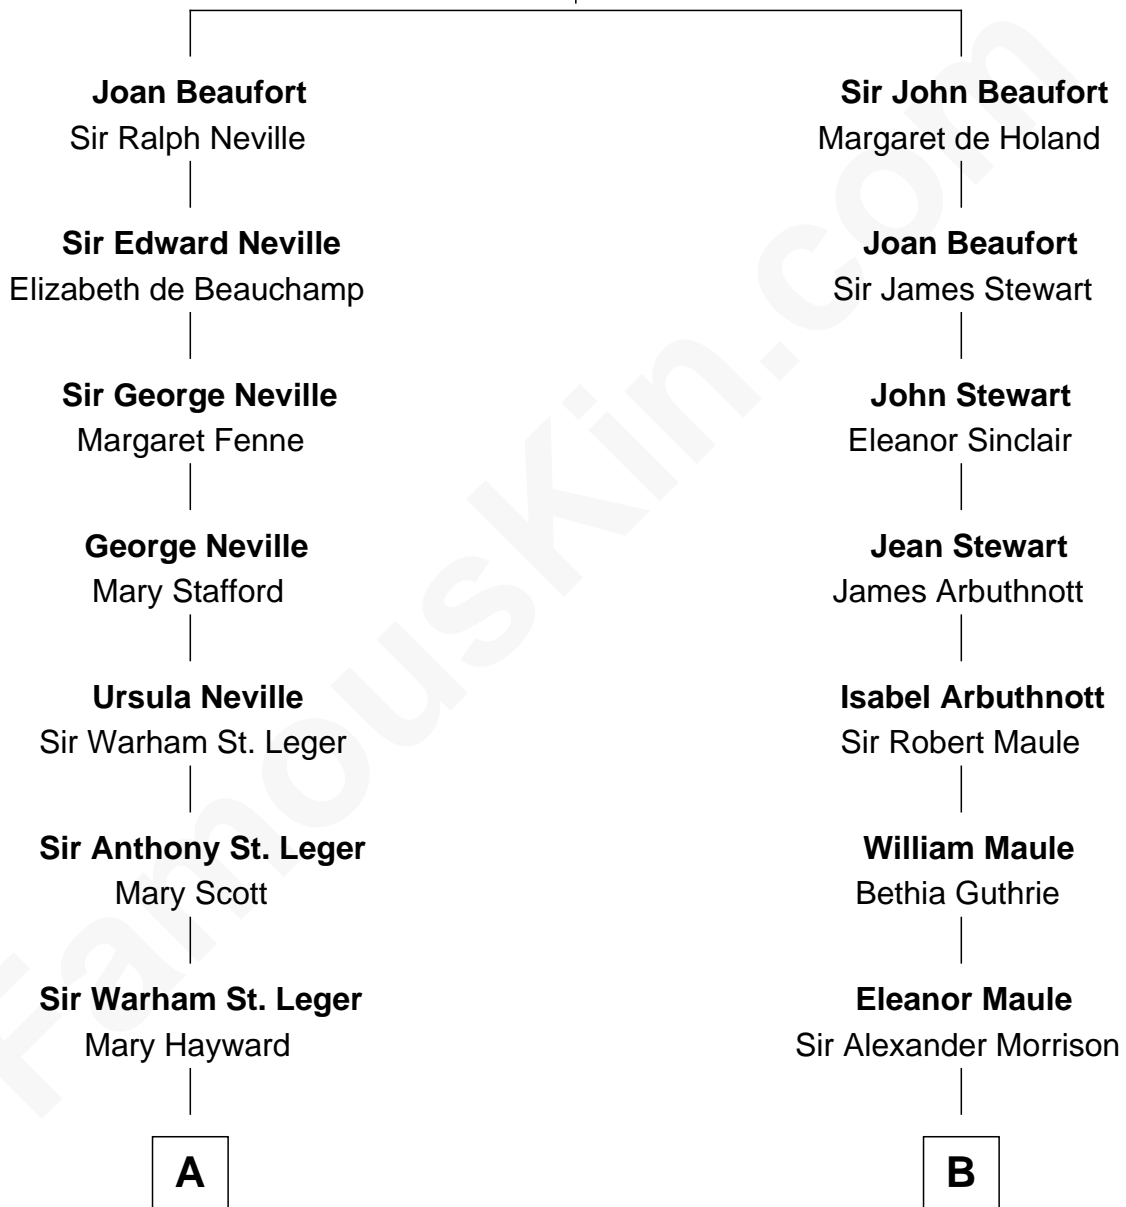 Joan Beaufort
Sir Ralph Neville
Sir Edward Neville
Elizabeth de Beauchamp
Sir George Neville
Margaret Fenne
George Neville
Mary Stafford
Ursula Neville
Sir Warham St. Leger
Sir Anthony St. Leger
Mary Scott
Sir Warham St. Leger
Mary Hayward
A
Sir John Beaufort
Margaret de Holand
Joan Beaufort
Sir James Stewart
John Stewart
Eleanor Sinclair
Jean Stewart
James Arbuthnott
Isabel Arbuthnott
Sir Robert Maule
William Maule
Bethia Guthrie
Eleanor Maule
Sir Alexander Morrison
B
FamousKin.com